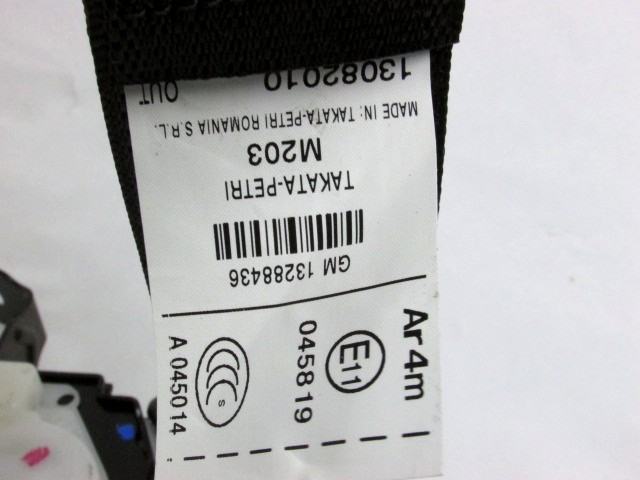 Ar4m
E11
045819
S
A 045014
GM 13288436
TAKATA-PETRI
M203
MADE IN: TAKATA-PETRI ROMANIA S.R.L.
13082010 OUT